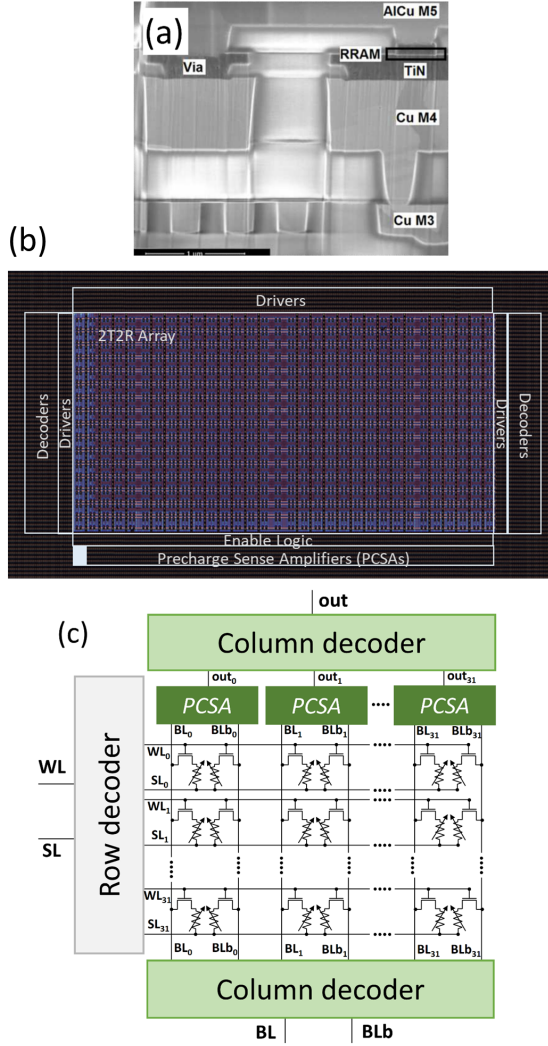 (a)
AlCu M5
RRAM
Via
TiN
Cu M4
Cu M3
1 µm
(b)
Drivers
2T2R Array
Decoders
Drivers
Drivers
Decoders
Enable Logic
Precharge Sense Amplifiers (PCSAs)
(c)
out
Column decoder
out0 out1 out31
PCSA PCSA PCSA
BL0 BLb0 BL1 BLb1 BL31 BLb31
WL0
SL0
WL
WL1
SL
SL1
Row decoder
WL31
SL31
BL0 BLb0 BL1 BLb1 BL31 BLb31
Column decoder
BL BLb